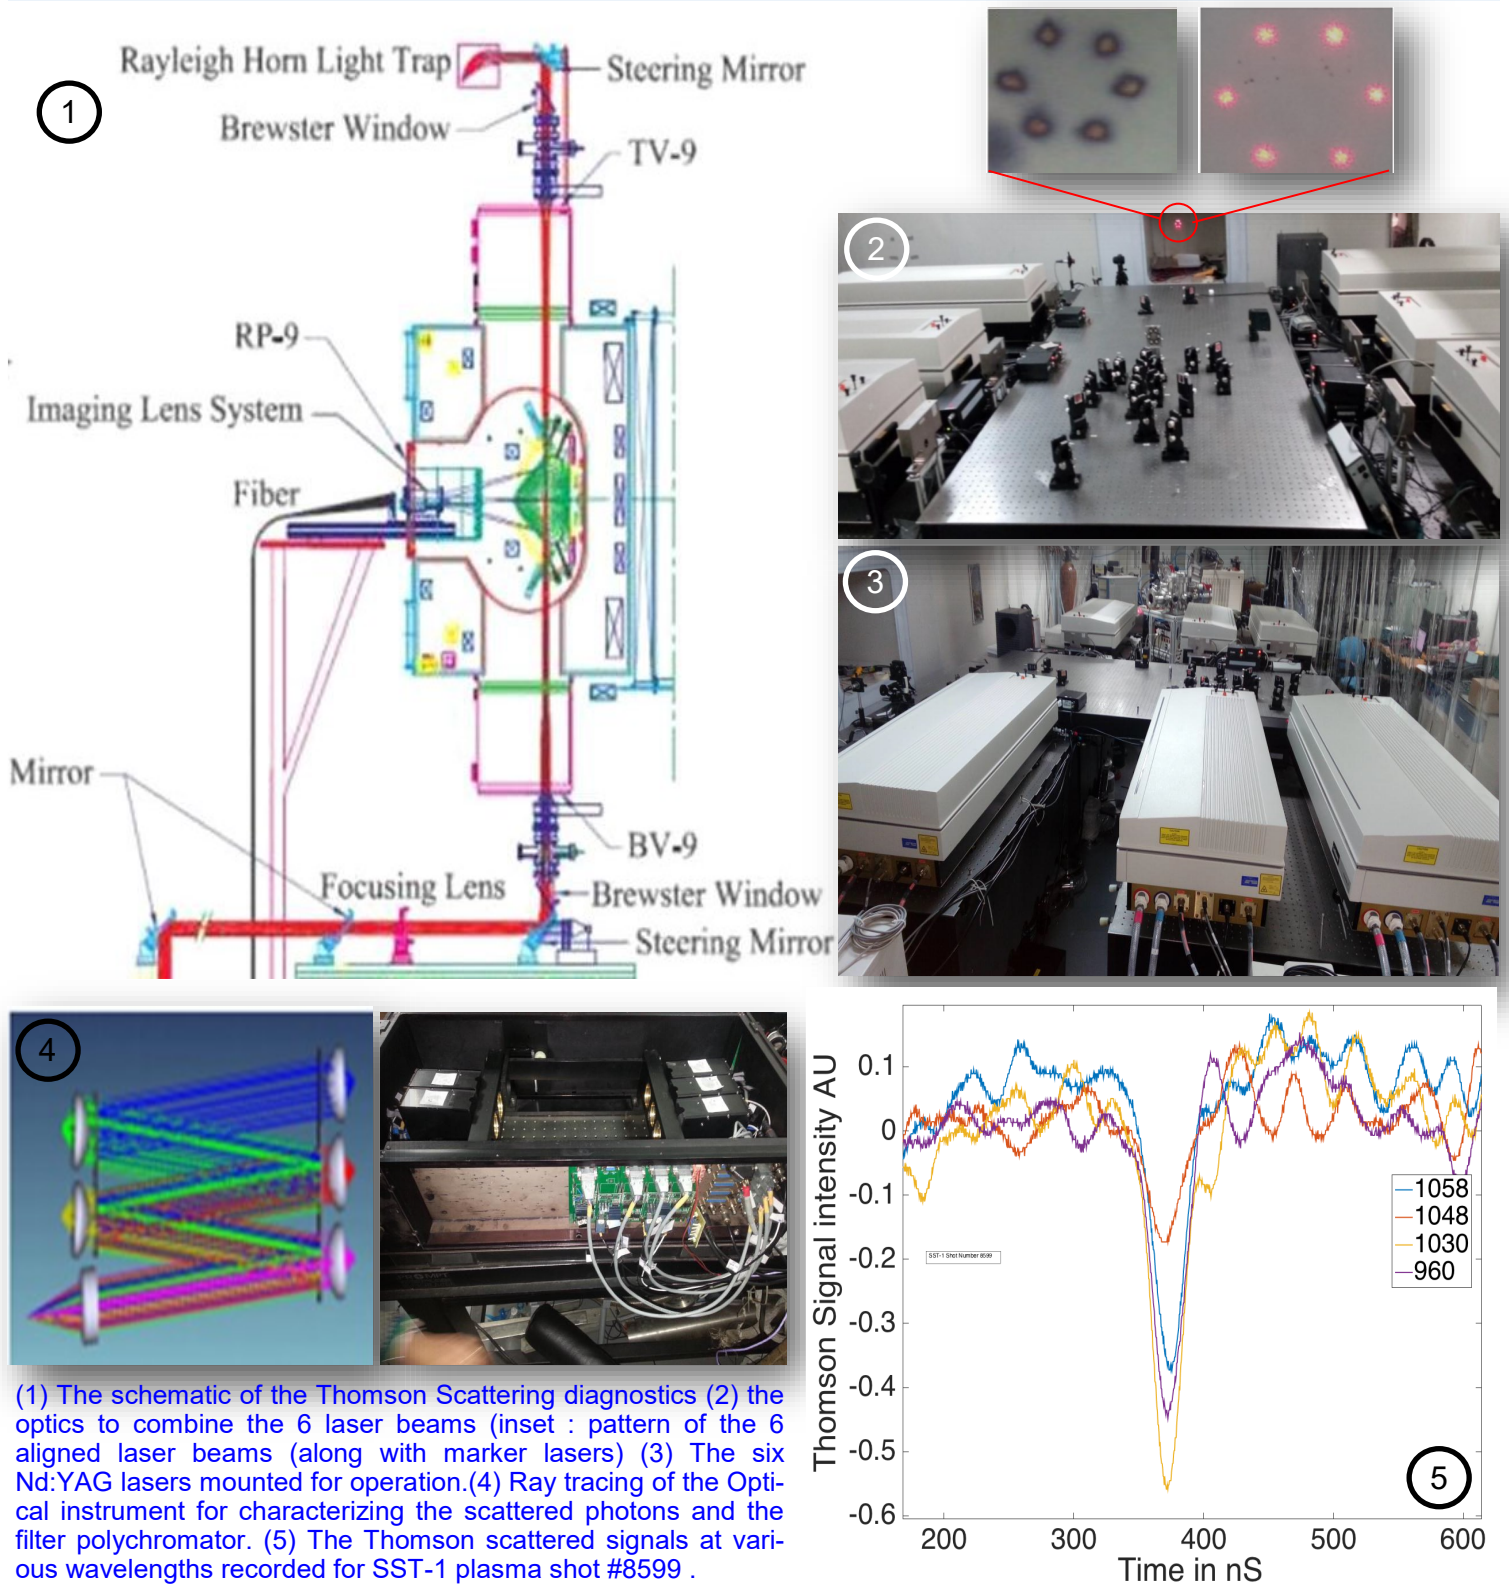 1
Rayleigh Horn Light Trap
Steering Mirror
Brewster Window
TV-9
RP-9
Imaging Lens System
Fiber
Mirror
BV-9
Focusing Lens
Brewster Window
Steering Mirror
2
3
4
Thomson Signal intensity AU
0.1
0
-0.1
-0.2
-0.3
-0.4
-0.5
-0.6
SST-1 Shot Number 8599
1058
1048
1030
960
5
200 300 400 500 600
Time in nS
(1) The schematic of the Thomson Scattering diagnostics (2) the
optics to combine the 6 laser beams (inset : pattern of the 6
aligned laser beams (along with marker lasers) (3) The six
Nd:YAG lasers mounted for operation.(4) Ray tracing of the Opti-
cal instrument for characterizing the scattered photons and the
filter polychromator. (5) The Thomson scattered signals at vari-
ous wavelengths recorded for SST-1 plasma shot #8599 .